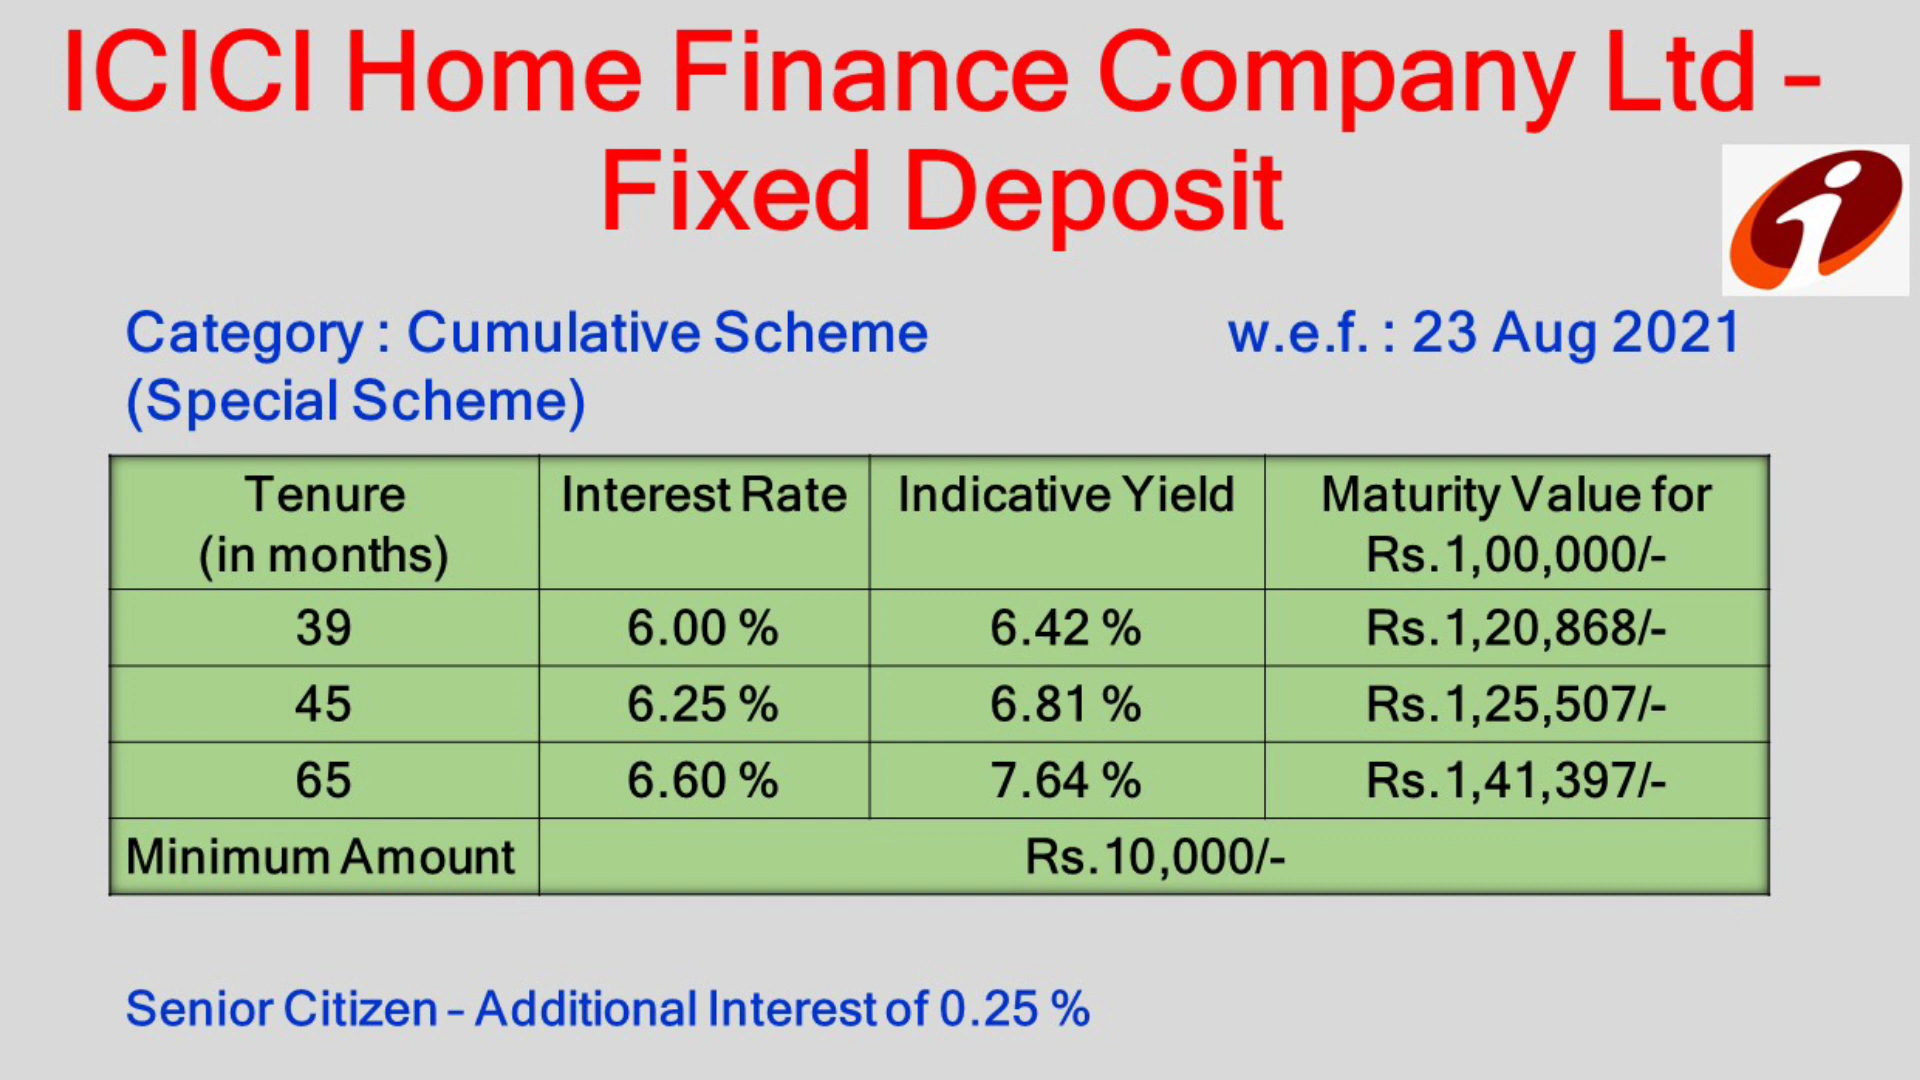 ICICI Home Finance Company Ltd –
Fixed Deposit
Category : Cumulative Scheme w.e.f. : 23 Aug 2021
(Special Scheme)
Tenure Interest Rate Indicative Yield Maturity Value for
(in months) Rs.1,00,000/-
39 6.00 % 6.42 % Rs.1,20,868/-
45 6.25 % 6.81 % Rs.1,25,507/-
65 6.60 % 7.64 % Rs.1,41,397/-
Minimum Amount Rs.10,000/-
Senior Citizen – Additional Interest of 0.25 %